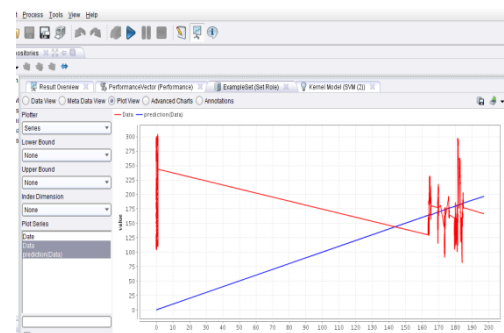 Process Tools View Help
Result Overview PerformanceVector (Performance) ExampleSet (Set Role) Kernel Model (SVM (2))
Data View Meta Data View Plot View Advanced Charts Annotations
Plotter
Series
Lower Bound
None
Upper Bound
None
Index Dimension
None
Plot Series
Date
Data
prediction(Data)
Data prediction(Data)
value
300
275
250
225
200
175
150
125
100
75
50
25
0
0 10 20 30 40 50 60 70 80 90 100 110 120 130 140 150 160 170 180 190 200